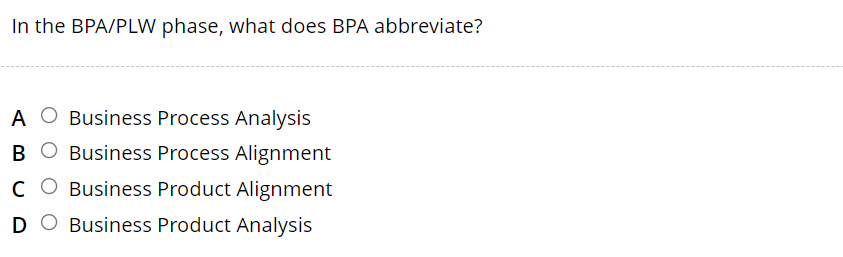 In the BPA/PLW phase, what does BPA abbreviate?
A Business Process Analysis
B Business Process Alignment
C Business Product Alignment
D Business Product Analysis